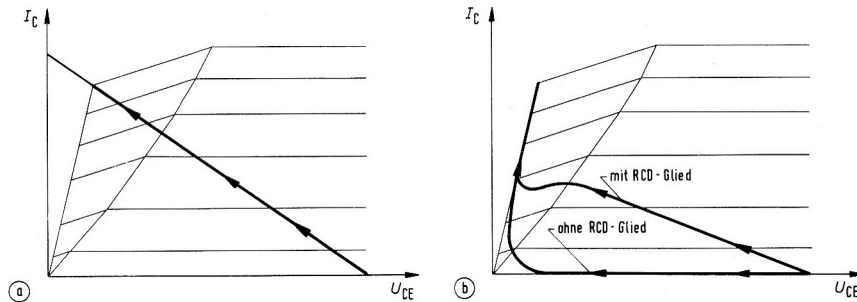 I_C
U_CE
a
I_C
mit RCD-Glied
ohne RCD-Glied
U_CE
b